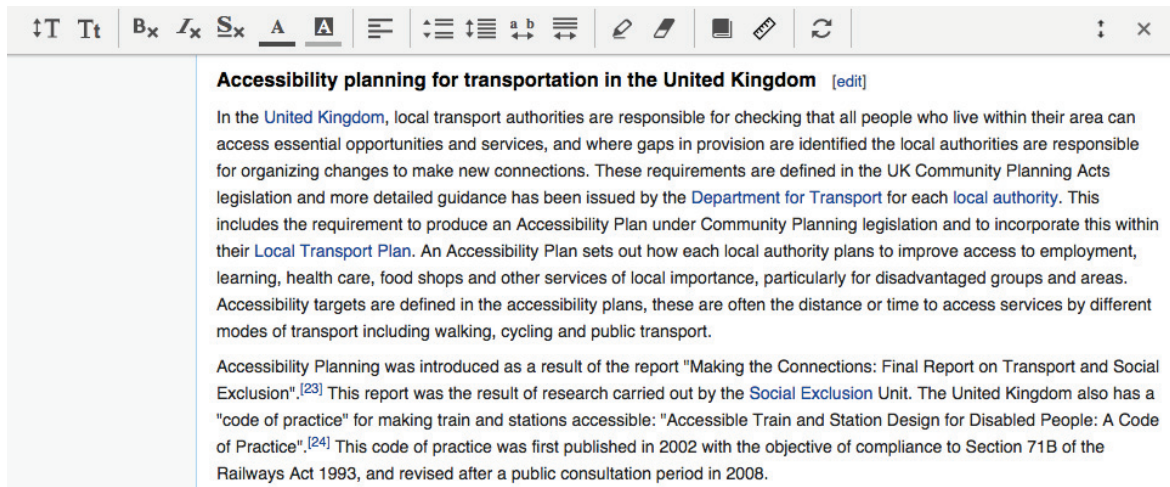 T Tt Bx Ix Sx A A a b
Accessibility planning for transportation in the United Kingdom [edit]
In the United Kingdom, local transport authorities are responsible for checking that all people who live within their area can
access essential opportunities and services, and where gaps in provision are identified the local authorities are responsible
for organizing changes to make new connections. These requirements are defined in the UK Community Planning Acts
legislation and more detailed guidance has been issued by the Department for Transport for each local authority. This
includes the requirement to produce an Accessibility Plan under Community Planning legislation and to incorporate this within
their Local Transport Plan. An Accessibility Plan sets out how each local authority plans to improve access to employment,
learning, health care, food shops and other services of local importance, particularly for disadvantaged groups and areas.
Accessibility targets are defined in the accessibility plans, these are often the distance or time to access services by different
modes of transport including walking, cycling and public transport.
Accessibility Planning was introduced as a result of the report "Making the Connections: Final Report on Transport and Social
Exclusion".[23] This report was the result of research carried out by the Social Exclusion Unit. The United Kingdom also has a
"code of practice" for making train and stations accessible: "Accessible Train and Station Design for Disabled People: A Code
of Practice".[24] This code of practice was first published in 2002 with the objective of compliance to Section 71B of the
Railways Act 1993, and revised after a public consultation period in 2008.